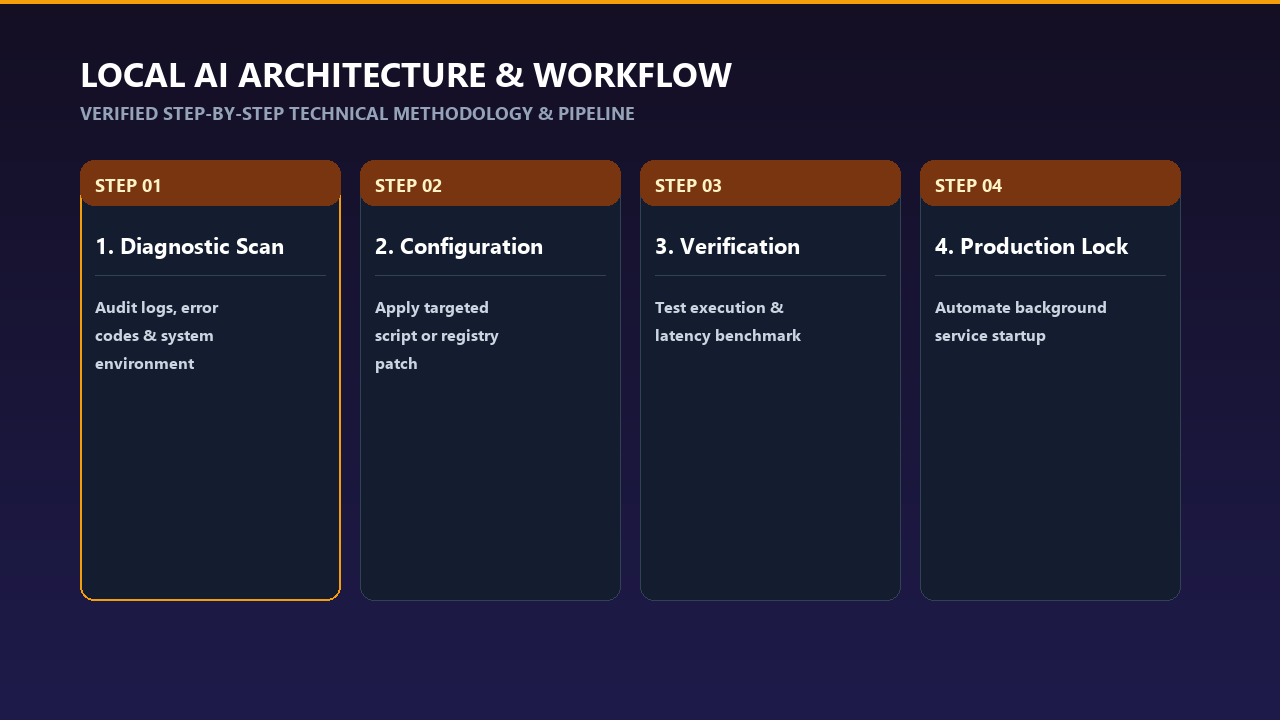 LOCAL AI ARCHITECTURE & WORKFLOW
VERIFIED STEP-BY-STEP TECHNICAL METHODOLOGY & PIPELINE
STEP 01
1. Diagnostic Scan
Audit logs, error
codes & system
environment
STEP 02
2. Configuration
Apply targeted
script or registry
patch
STEP 03
3. Verification
Test execution &
latency benchmark
STEP 04
4. Production Lock
Automate background
service startup